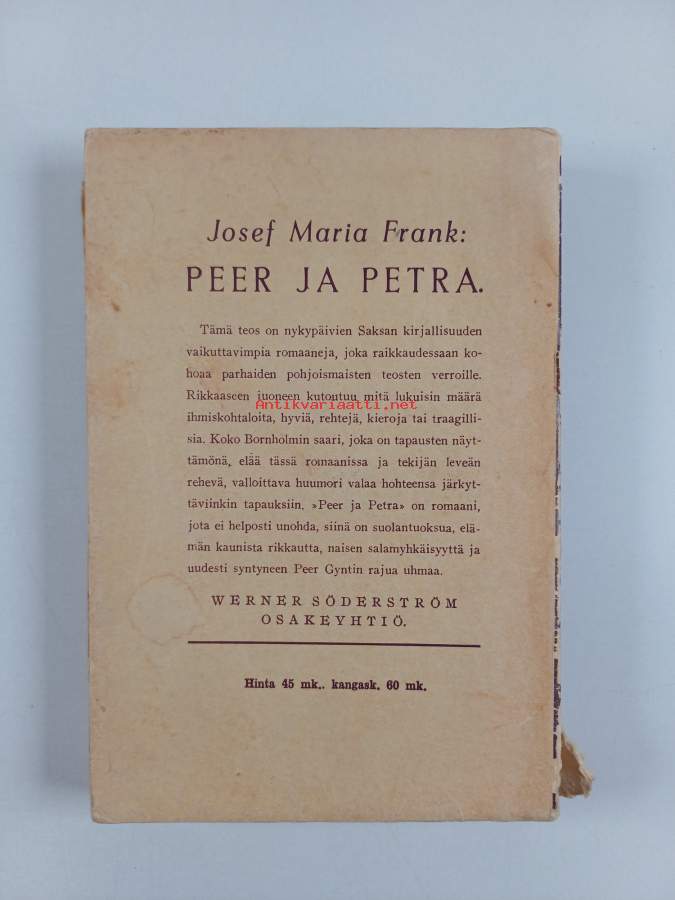 Josef Maria Frank:
PEER JA PETRA.
Tämä teos on nykypäivien Saksan kirjallisuuden
vaikuttavimpia romaaneja, joka raikkaudessaan ko-
hoaa parhaiden pohjoismaisten teosten verroille.
Rikkaaseen juoneen kutoutuu mitä lukuisin määrä
Antikvariaatti.net
ihmiskohtaloita, hyviä, rehtejä, kieroja tai traagilli-
sia. Koko Bornholmin saari, joka on tapausten näyt-
tämönä, elää tässä romaanissa ja tekijän leveän
rehevä, valloittava huumori valaa hohteensa järkyt-
täviinkin tapauksiin. »Peer ja Petra» on romaani,
jota ei helposti unohda, siinä on suolantuoksua, elä-
män kaunista rikkautta, naisen salamyhkäisyyttä ja
uudesti syntyneen Peer Gyntin rajua uhmaa.
WERNER SÖDERSTRÖM
OSAKEYHTIÖ.
Hinta 45 mk., kangask. 60 mk.